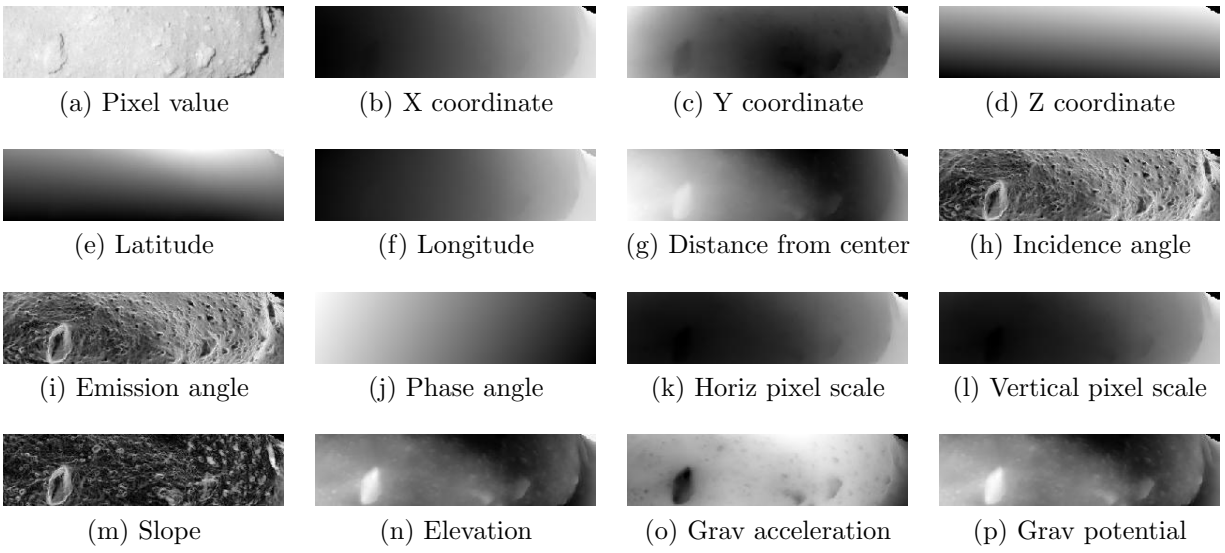 (a) Pixel value
(b) X coordinate
(c) Y coordinate
(d) Z coordinate
(e) Latitude
(f) Longitude
(g) Distance from center
(h) Incidence angle
(i) Emission angle
(j) Phase angle
(k) Horiz pixel scale
(l) Vertical pixel scale
(m) Slope
(n) Elevation
(o) Grav acceleration
(p) Grav potential